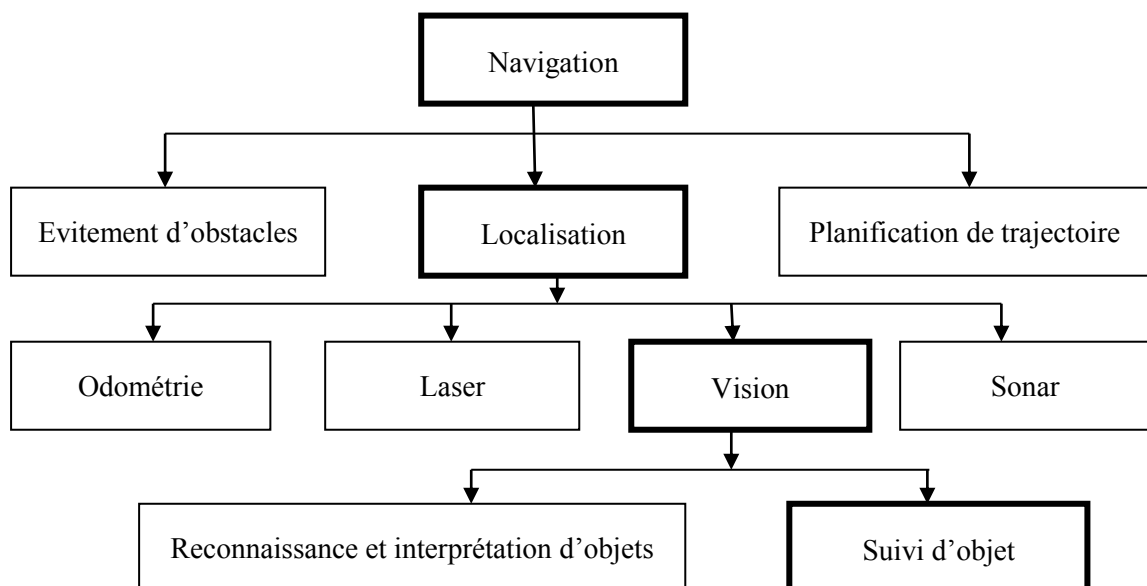 Navigation
Evitement d’obstacles
Localisation
Planification de trajectoire
Odométrie
Laser
Vision
Sonar
Reconnaissance et interprétation d’objets
Suivi d’objet